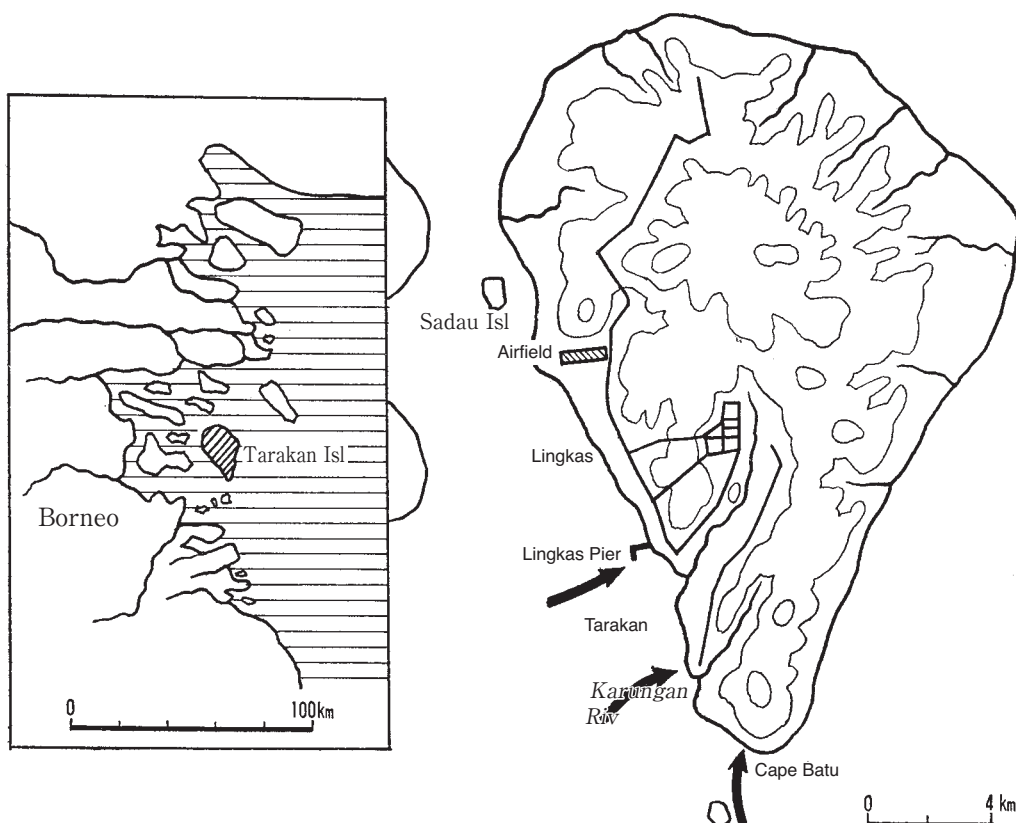 Tarakan Isl
Borneo
0 100km
Sadau Isl
Airfield
Lingkas
Lingkas Pier
Tarakan
Karungan
Riv
Cape Batu
0 4 km